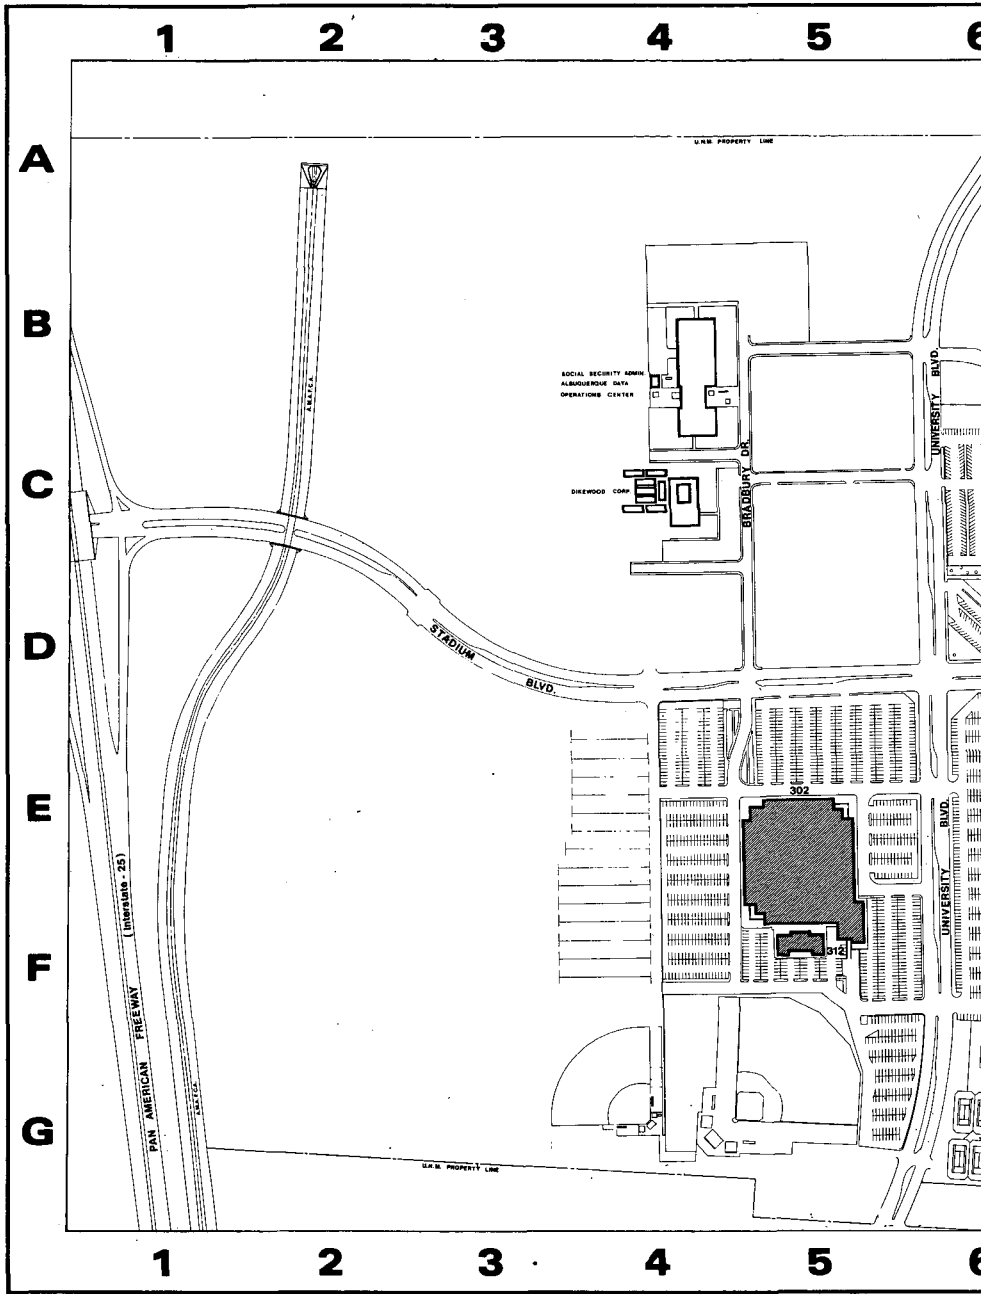 1 2 3 4 5 6
A
U.N.M. PROPERTY LINE
B
A.M.A.F.C.A.
SOCIAL SECURITY ADMIN.
ALBUQUERQUE DATA
OPERATIONS CENTER
UNIVERSITY BLVD.
C
DIKEWOOD CORP.
BRADBURY DR.
D
STADIUM BLVD.
E
302
UNIVERSITY BLVD.
(Interstate - 25)
F
312
PAN AMERICAN FREEWAY
A.M.A.F.C.A.
G
U.N.M. PROPERTY LINE
1 2 3 4 5 6